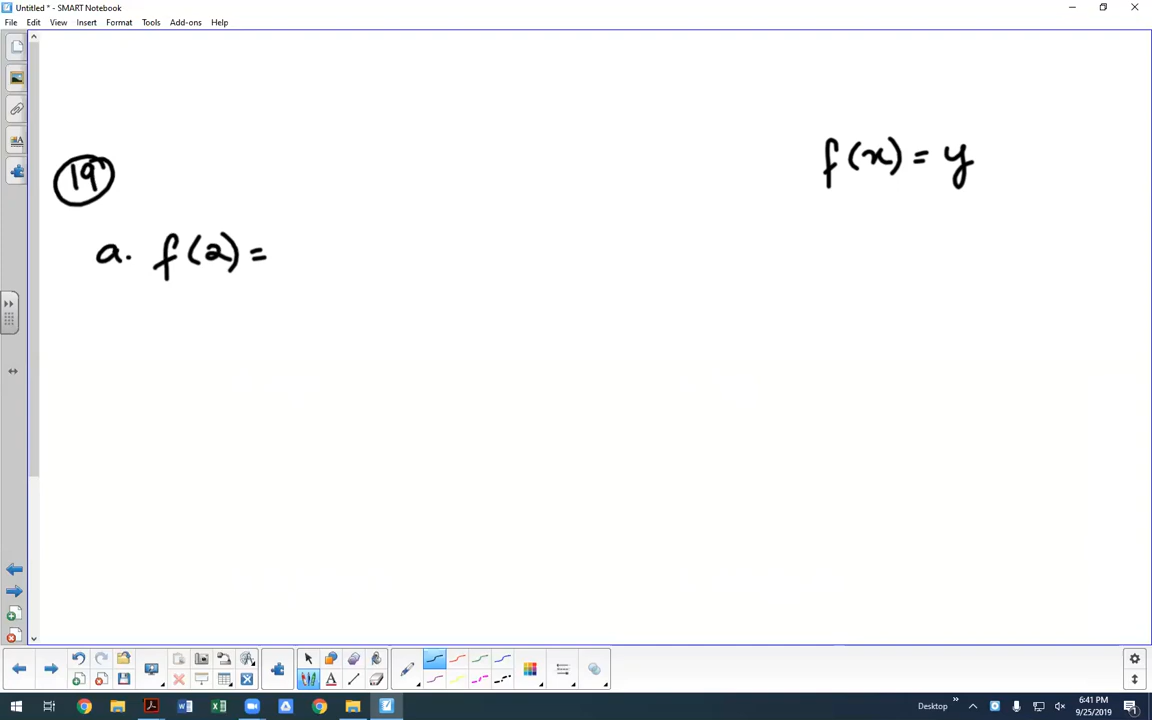 Untitled * - SMART Notebook
File Edit View Insert Format Tools Add-ons Help
f(x) = y
19
a. f(2) =
Desktop
6:41 PM
9/25/2019